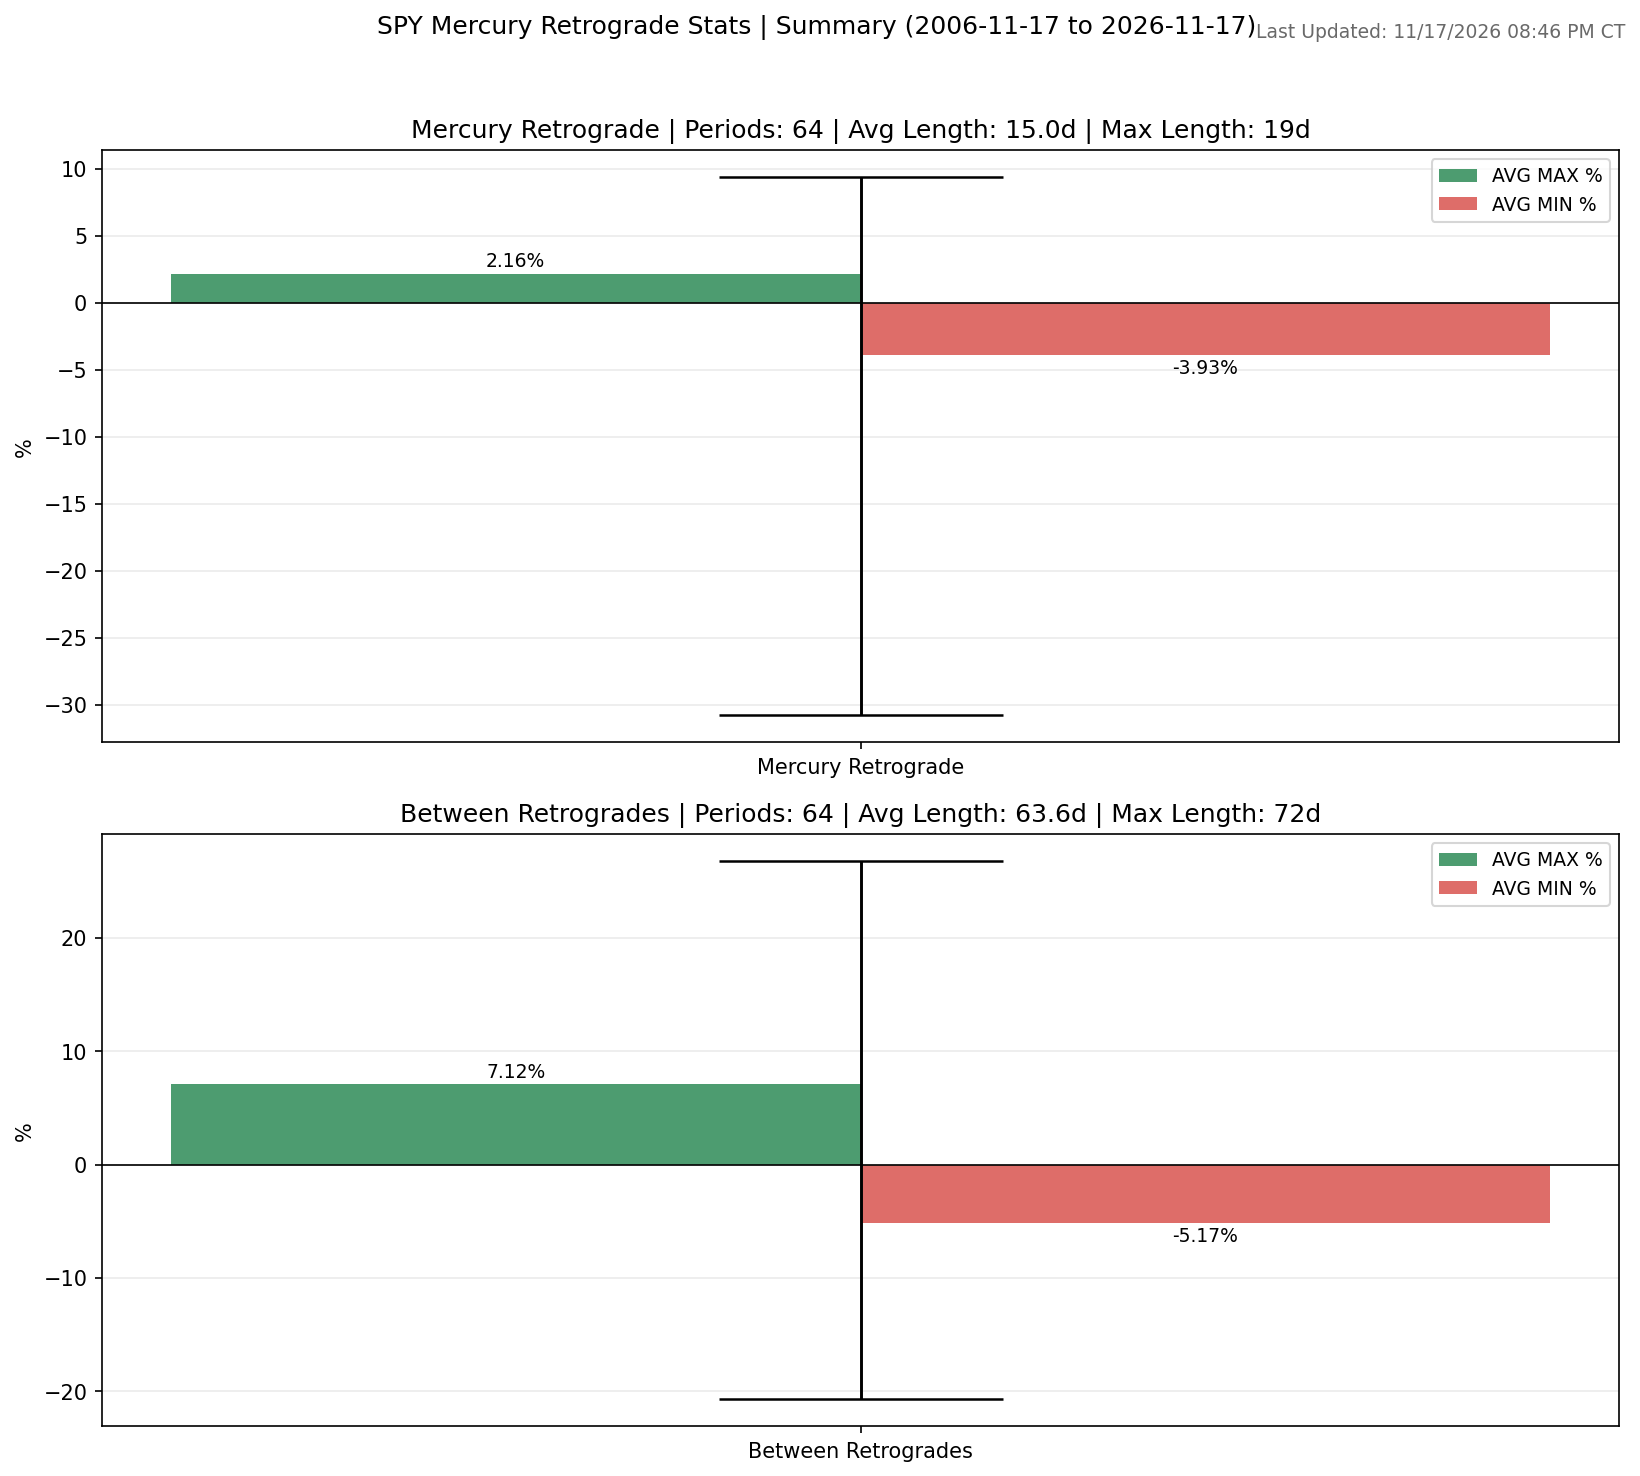 SPY Mercury Retrograde Stats | Summary (2006-11-17 to 2026-11-17)
Last Updated: 11/17/2026 08:46 PM CT
Mercury Retrograde | Periods: 64 | Avg Length: 15.0d | Max Length: 19d
AVG MAX %
AVG MIN %
10
5
0
−5
−10
−15
−20
−25
−30
%
2.16%
-3.93%
Mercury Retrograde
Between Retrogrades | Periods: 64 | Avg Length: 63.6d | Max Length: 72d
AVG MAX %
AVG MIN %
20
10
0
−10
−20
%
7.12%
-5.17%
Between Retrogrades